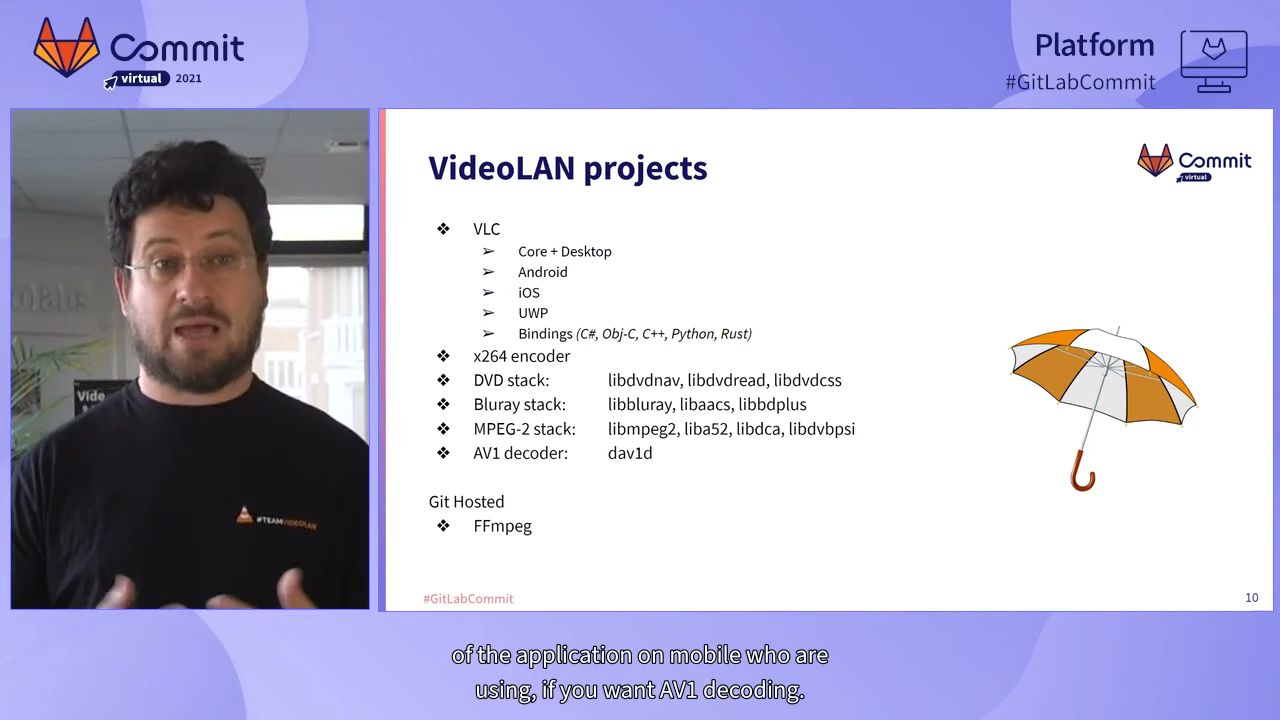 Commit
virtual 2021
Platform
#GitLabCommit
VideoLAN projects
Commit
virtual
❖ VLC
➢ Core + Desktop
➢ Android
➢ iOS
➢ UWP
➢ Bindings (C#, Obj-C, C++, Python, Rust)
❖ x264 encoder
❖ DVD stack: libdvdnav, libdvdread, libdvdcss
❖ Bluray stack: libbluray, libaacs, libbdplus
❖ MPEG-2 stack: libmpeg2, liba52, libdca, libdvbpsi
❖ AV1 decoder: dav1d
Git Hosted
❖ FFmpeg
#GitLabCommit
10
#TEAMVIDEOLAN
of the application on mobile who are
using, if you want AV1 decoding.